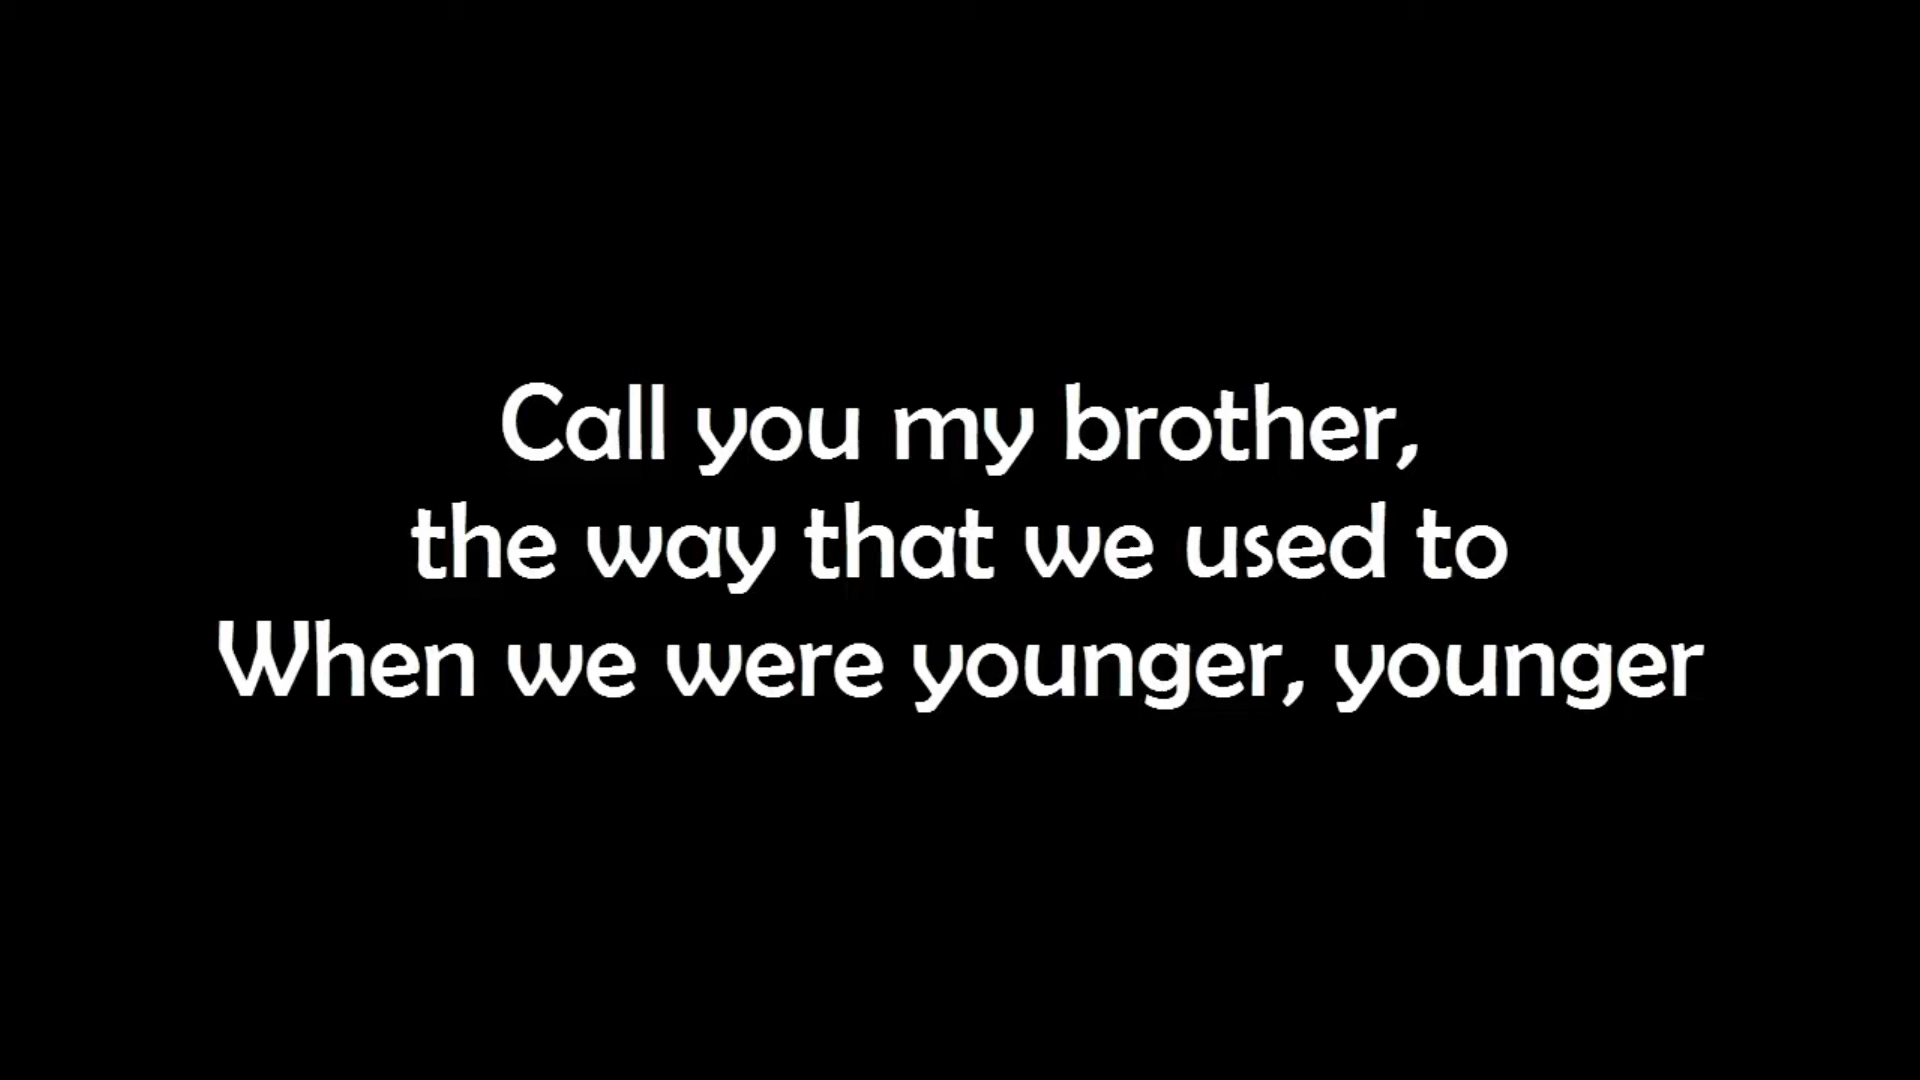 Call you my brother,
the way that we used to
When we were younger, younger